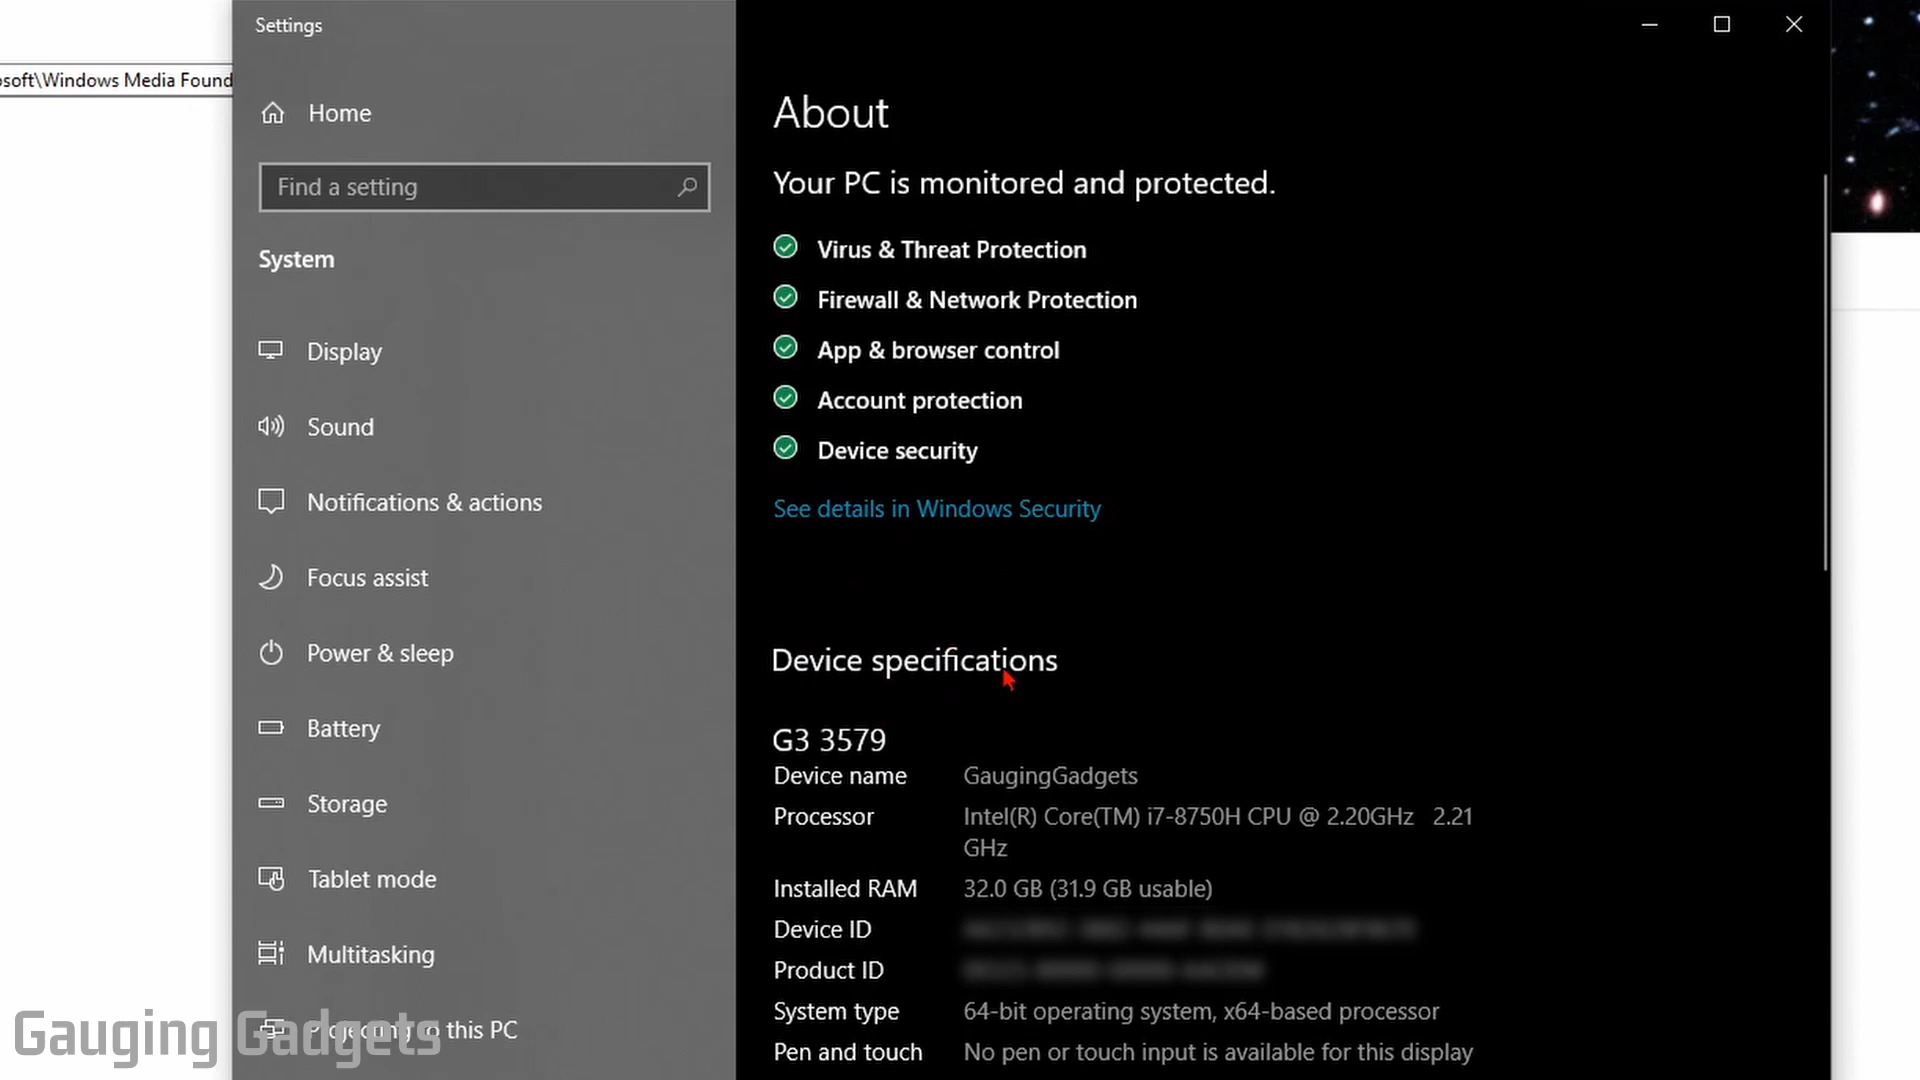 Settings
osoft\Windows Media Found
Home
Find a setting
System
Display
Sound
Notifications & actions
Focus assist
Power & sleep
Battery
Storage
Tablet mode
Multitasking
Projecting to this PC
About
Your PC is monitored and protected.
Virus & Threat Protection
Firewall & Network Protection
App & browser control
Account protection
Device security
See details in Windows Security
Device specifications
G3 3579
Device name GaugingGadgets
Processor Intel(R) Core(TM) i7-8750H CPU @ 2.20GHz 2.21
GHz
Installed RAM 32.0 GB (31.9 GB usable)
Device ID
Product ID
System type 64-bit operating system, x64-based processor
Pen and touch No pen or touch input is available for this display
Gauging Gadgets